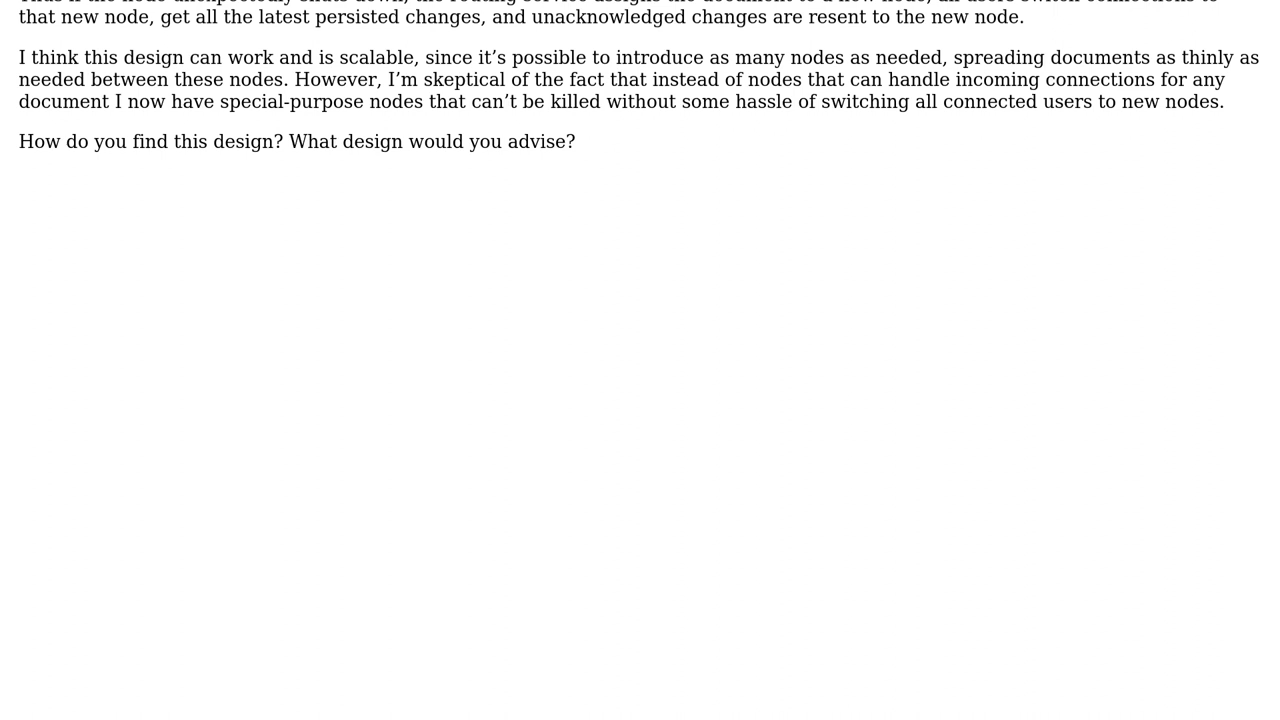 that new node, get all the latest persisted changes, and unacknowledged changes are resent to the new node.
I think this design can work and is scalable, since it’s possible to introduce as many nodes as needed, spreading documents as thinly as
needed between these nodes. However, I’m skeptical of the fact that instead of nodes that can handle incoming connections for any
document I now have special-purpose nodes that can’t be killed without some hassle of switching all connected users to new nodes.
How do you find this design? What design would you advise?